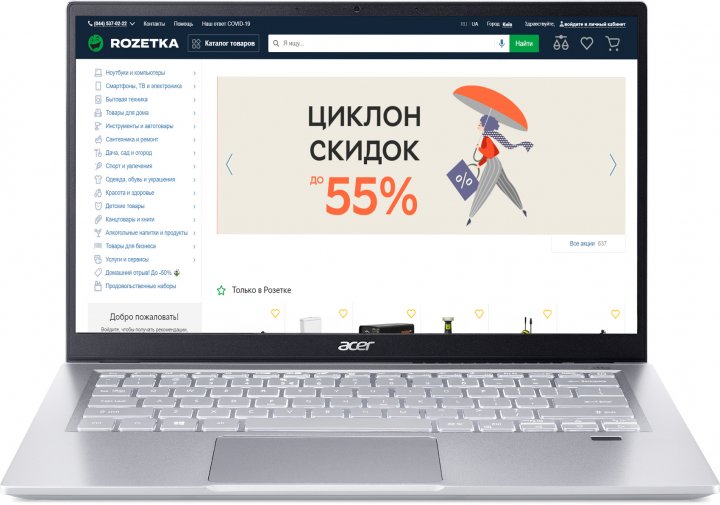 (044) 537-02-22
Контакты
Помощь
Наш ответ COVID-19
RU UA
Город: Київ
Здравствуйте, войдите в личный кабинет
ROZETKA
Каталог товаров
Я ищу...
Найти
Ноутбуки и компьютеры
Смартфоны, ТВ и электроника
Бытовая техника
Товары для дома
Инструменты и автотовары
Сантехника и ремонт
Дача, сад и огород
Спорт и увлечения
Одежда, обувь и украшения
Красота и здоровье
Детские товары
Канцтовары и книги
Алкогольные напитки и продукты
Товары для бизнеса
Услуги и сервисы
Домашний отрыв! До -50%
Продовольственные наборы
ЦИКЛОН
СКИДОК
ДО 55%
%
Все акции 637
Только в Розетке
Добро пожаловать!
Войдите, чтобы получать рекомендации,
acer